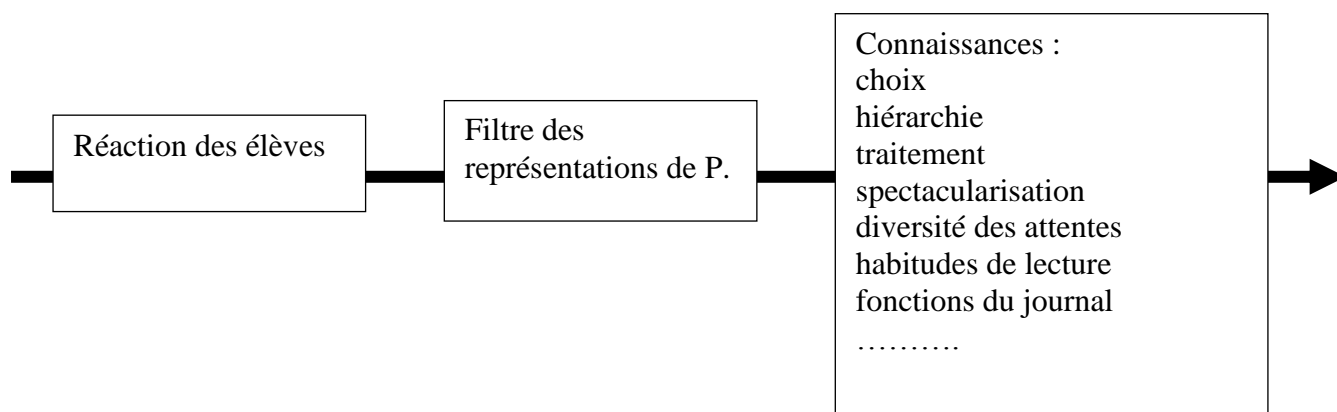 Réaction des élèves
Filtre des
représentations de P.
Connaissances :
choix
hiérarchie
traitement
spectacularisation
diversité des attentes
habitudes de lecture
fonctions du journal
……….